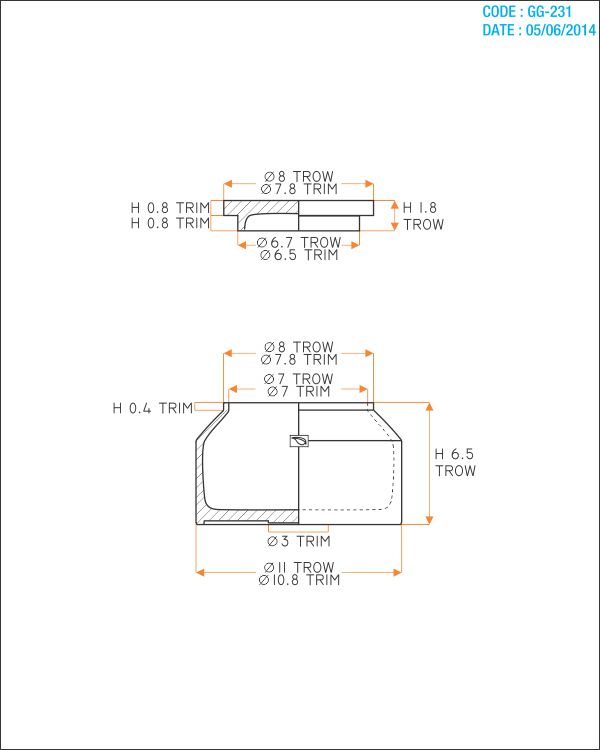 CODE : GG-231
DATE : 05/06/2014
Ø8 TROW
Ø7.8 TRIM
H 0.8 TRIM
H 0.8 TRIM
H 1.8
TROW
Ø6.7 TROW
Ø6.5 TRIM
Ø8 TROW
Ø7.8 TRIM
Ø7 TROW
Ø7 TRIM
H 0.4 TRIM
H 6.5
TROW
Ø3 TRIM
Ø11 TROW
Ø10.8 TRIM